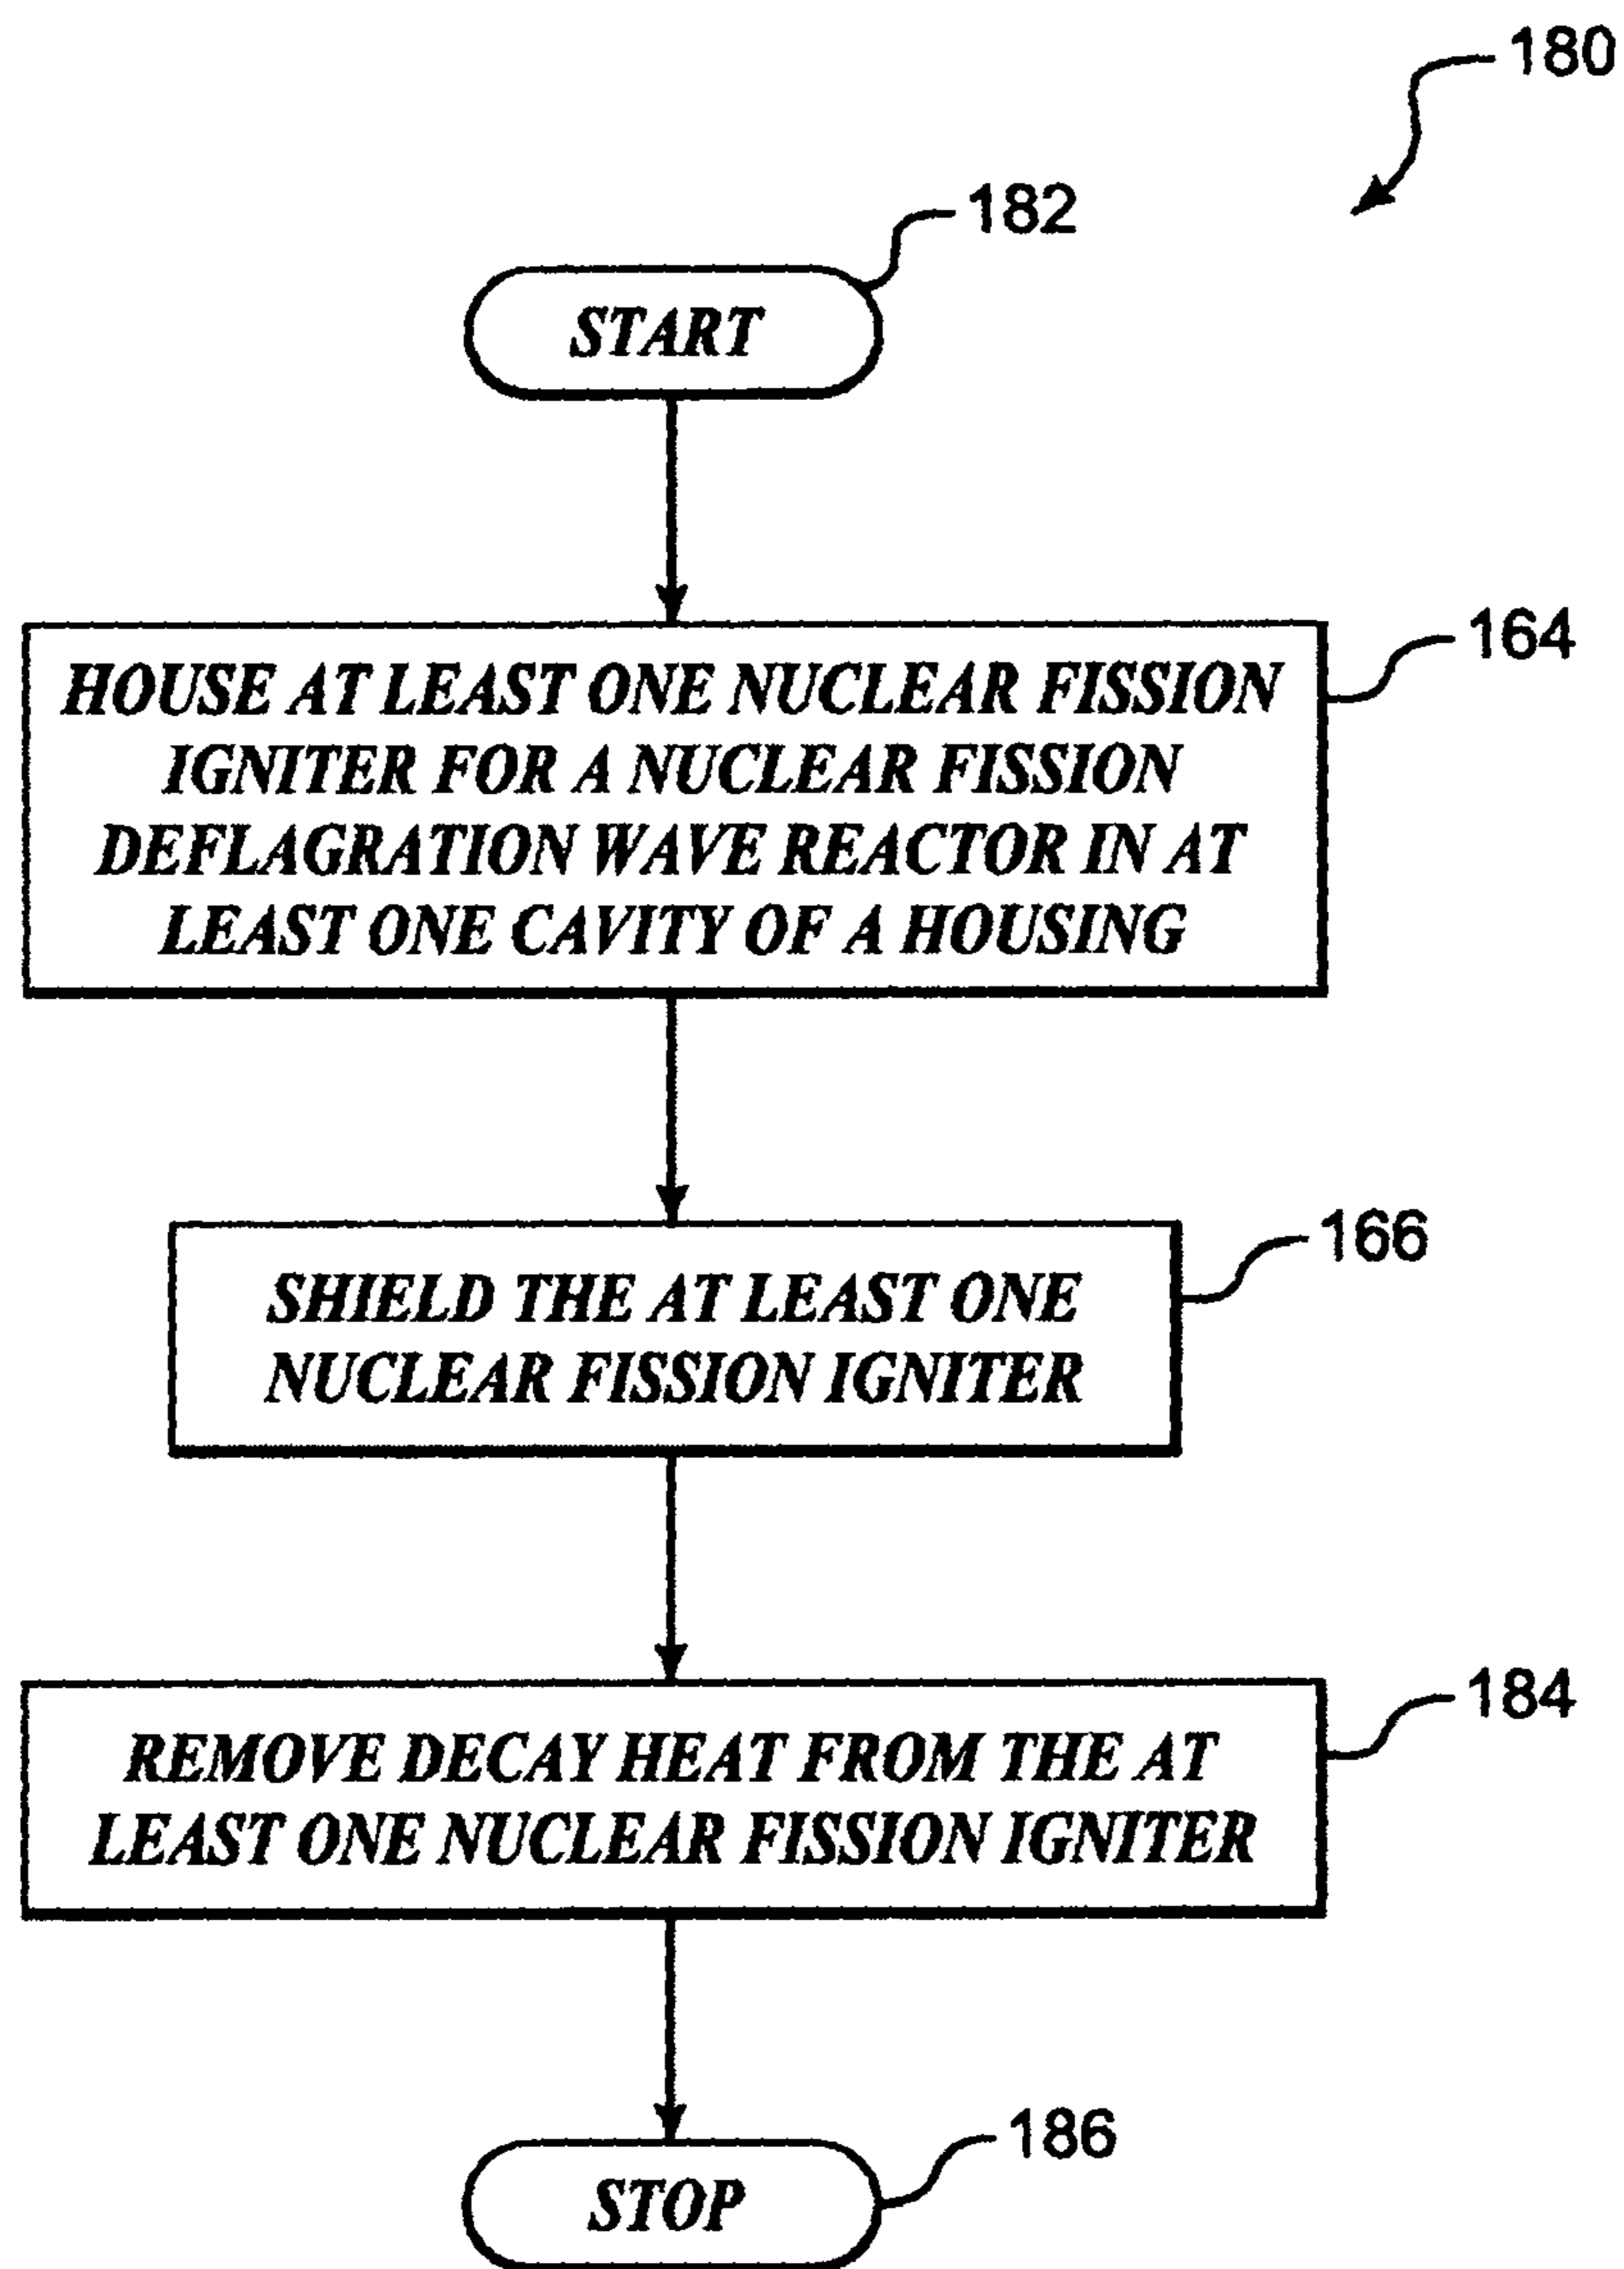 180
182
START
164
HOUSE AT LEAST ONE NUCLEAR FISSION
IGNITER FOR A NUCLEAR FISSION
DEFLAGRATION WAVE REACTOR IN AT
LEAST ONE CAVITY OF A HOUSING
166
SHIELD THE AT LEAST ONE
NUCLEAR FISSION IGNITER
184
REMOVE DECAY HEAT FROM THE AT
LEAST ONE NUCLEAR FISSION IGNITER
186
STOP